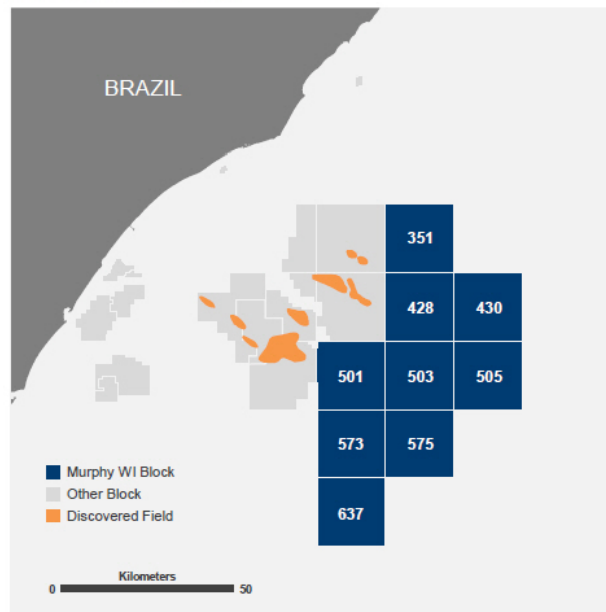 BRAZIL
351
428 430
501 503 505
573 575
637
Murphy WI Block
Other Block
Discovered Field
Kilometers
0 50